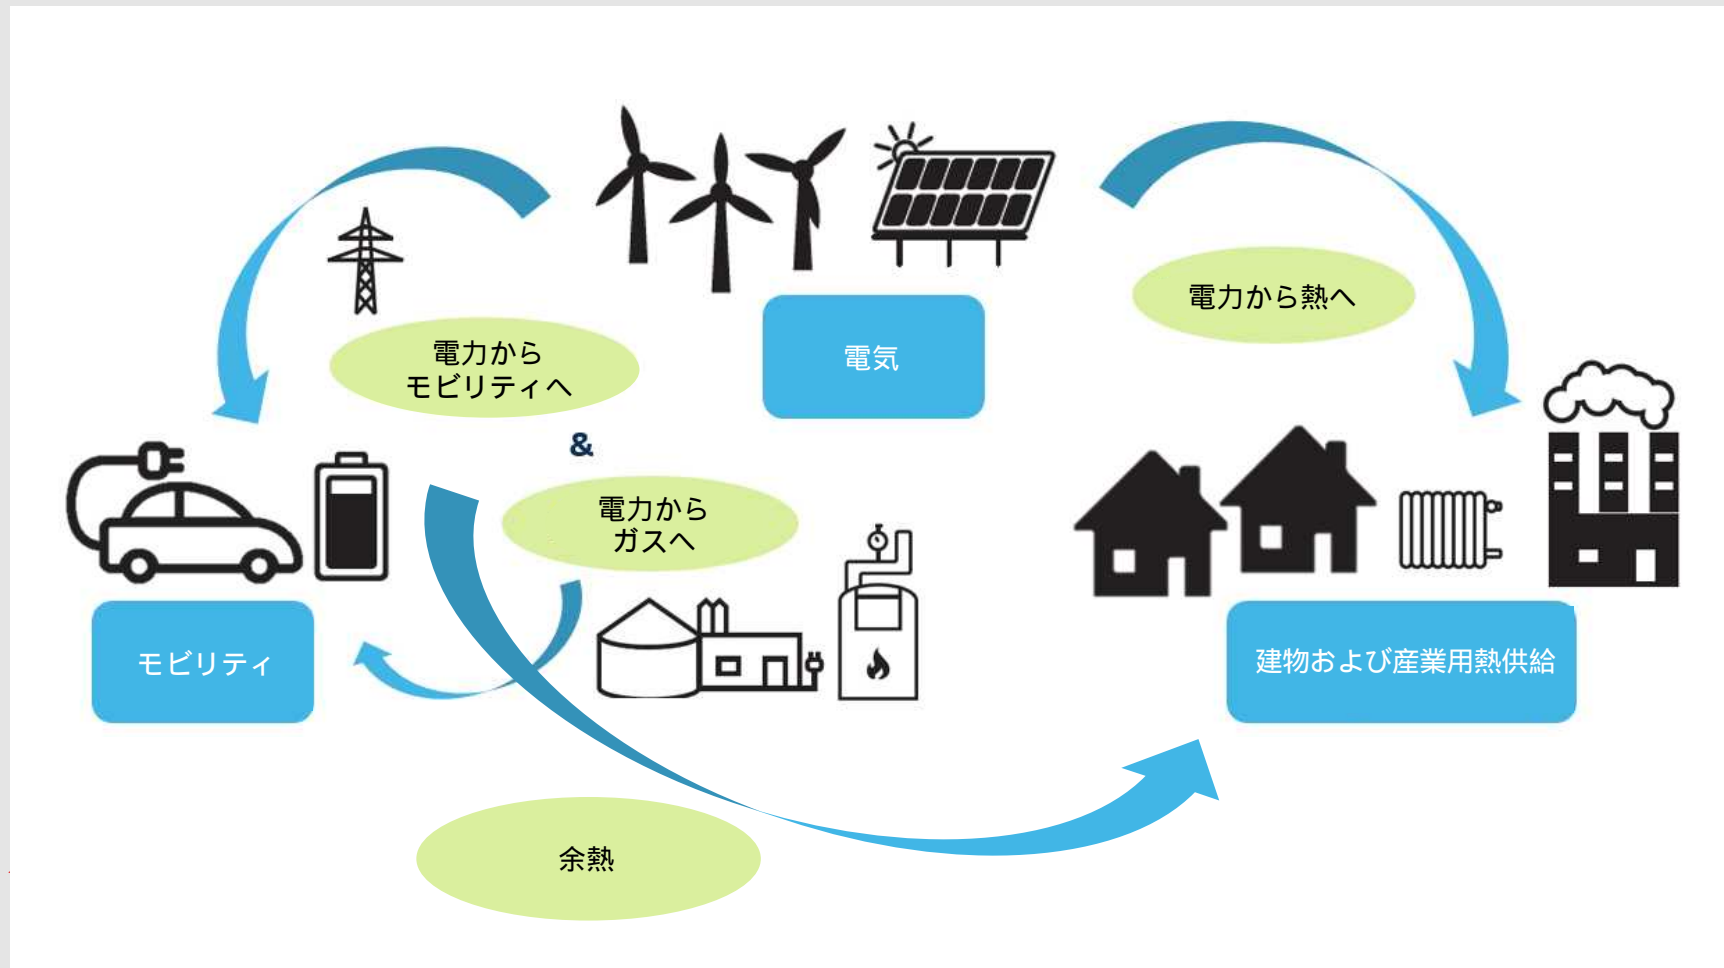 電力から熱へ
電力から
モビリティへ
電気
&
電力から
ガスへ
モビリティ
建物および産業用熱供給
余熱